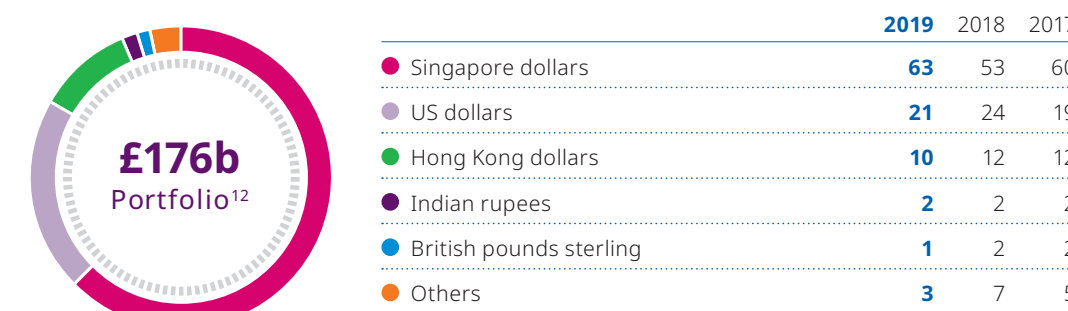 2019 2018
Singapore dollars 63 53
£176b
Portfolio12
US dollars 21 24
Hong Kong dollars 10 12
Indian rupees 2 2
British pounds sterling 1 2
Others 3 7